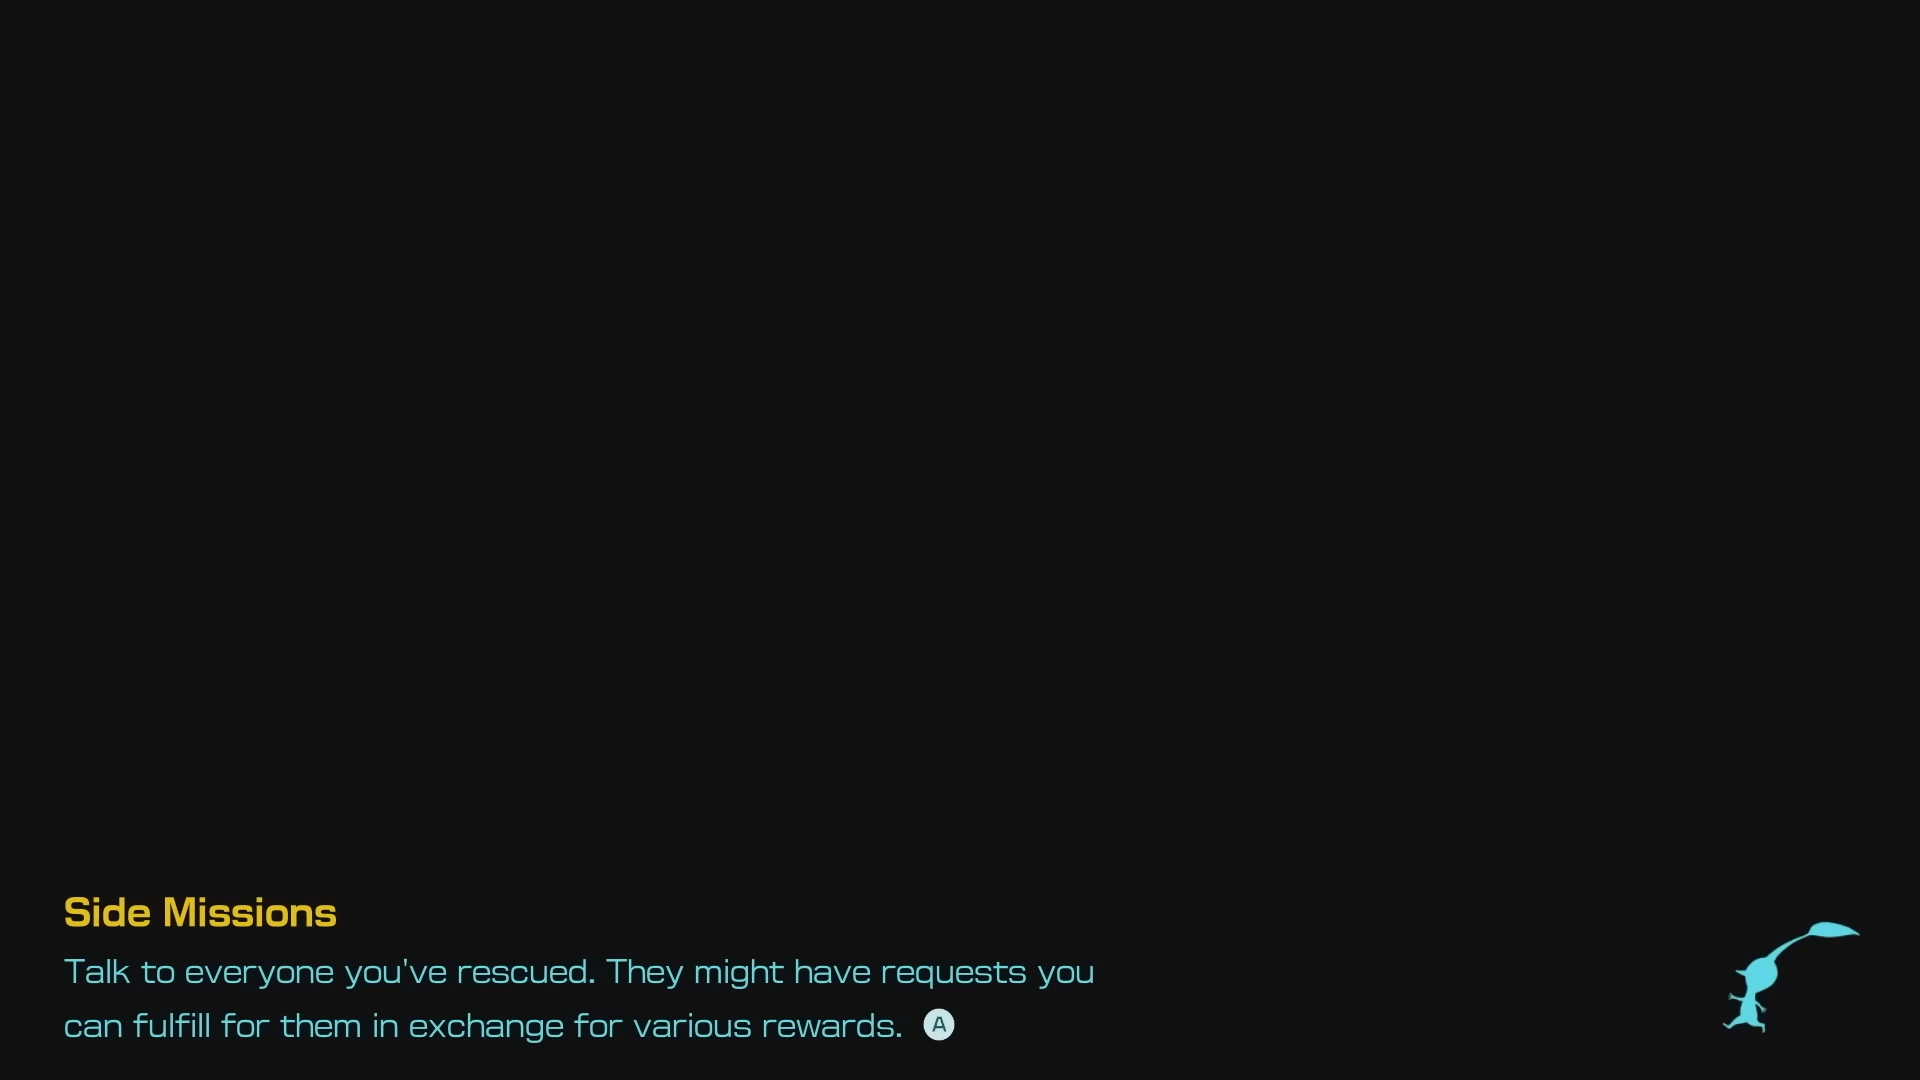 Side Missions
Talk to everyone you've rescued. They might have requests you
can fulfill for them in exchange for various rewards. A